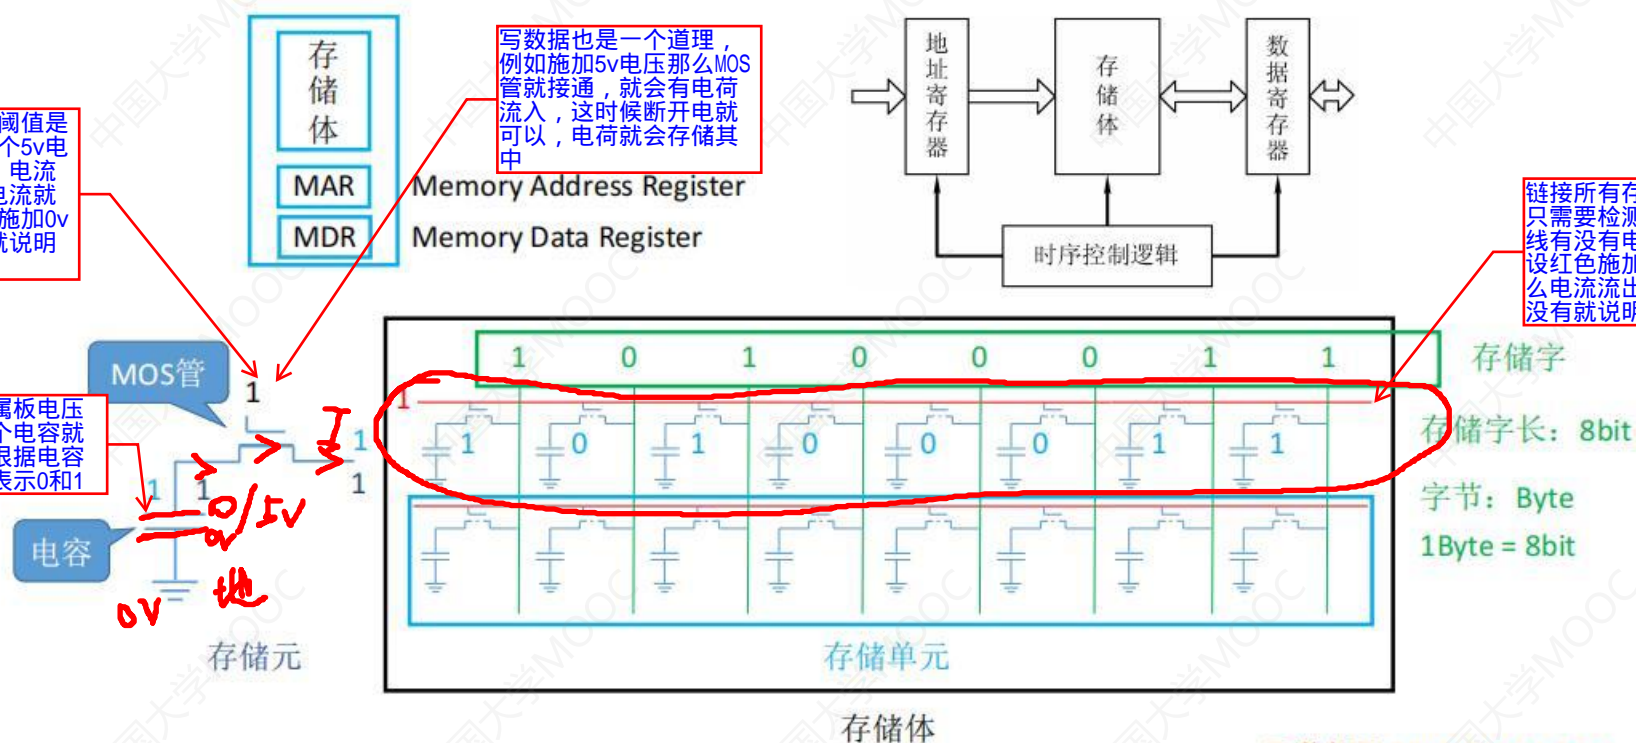 存
储
体
MAR
Memory Address Register
MDR
Memory Data Register
写数据也是一个道理，
例如施加5v电压那么MOS
管就接通，就会有电荷
流入，这时候断开电就
可以，电荷就会存储其
中
地址寄存器
存储体
数据寄存器
时序控制逻辑
阈值是
个5v电
电流
电流就
施加0v
就说明
链接所有存
只需要检测
线有没有电
设红色施加
么电流流出
没有就说明
MOS管
1
属板电压
个电容就
根据电容
表示0和1
I
1
1
1
1
0/5V
0V
电容
地
0V
存储元
1 0 1 0 0 0 1 1
存储字
1
1 0 1 0 0 0 1 1
存储字长：8bit
字节：Byte
1Byte = 8bit
存储单元
存储体
中国大学MOOC